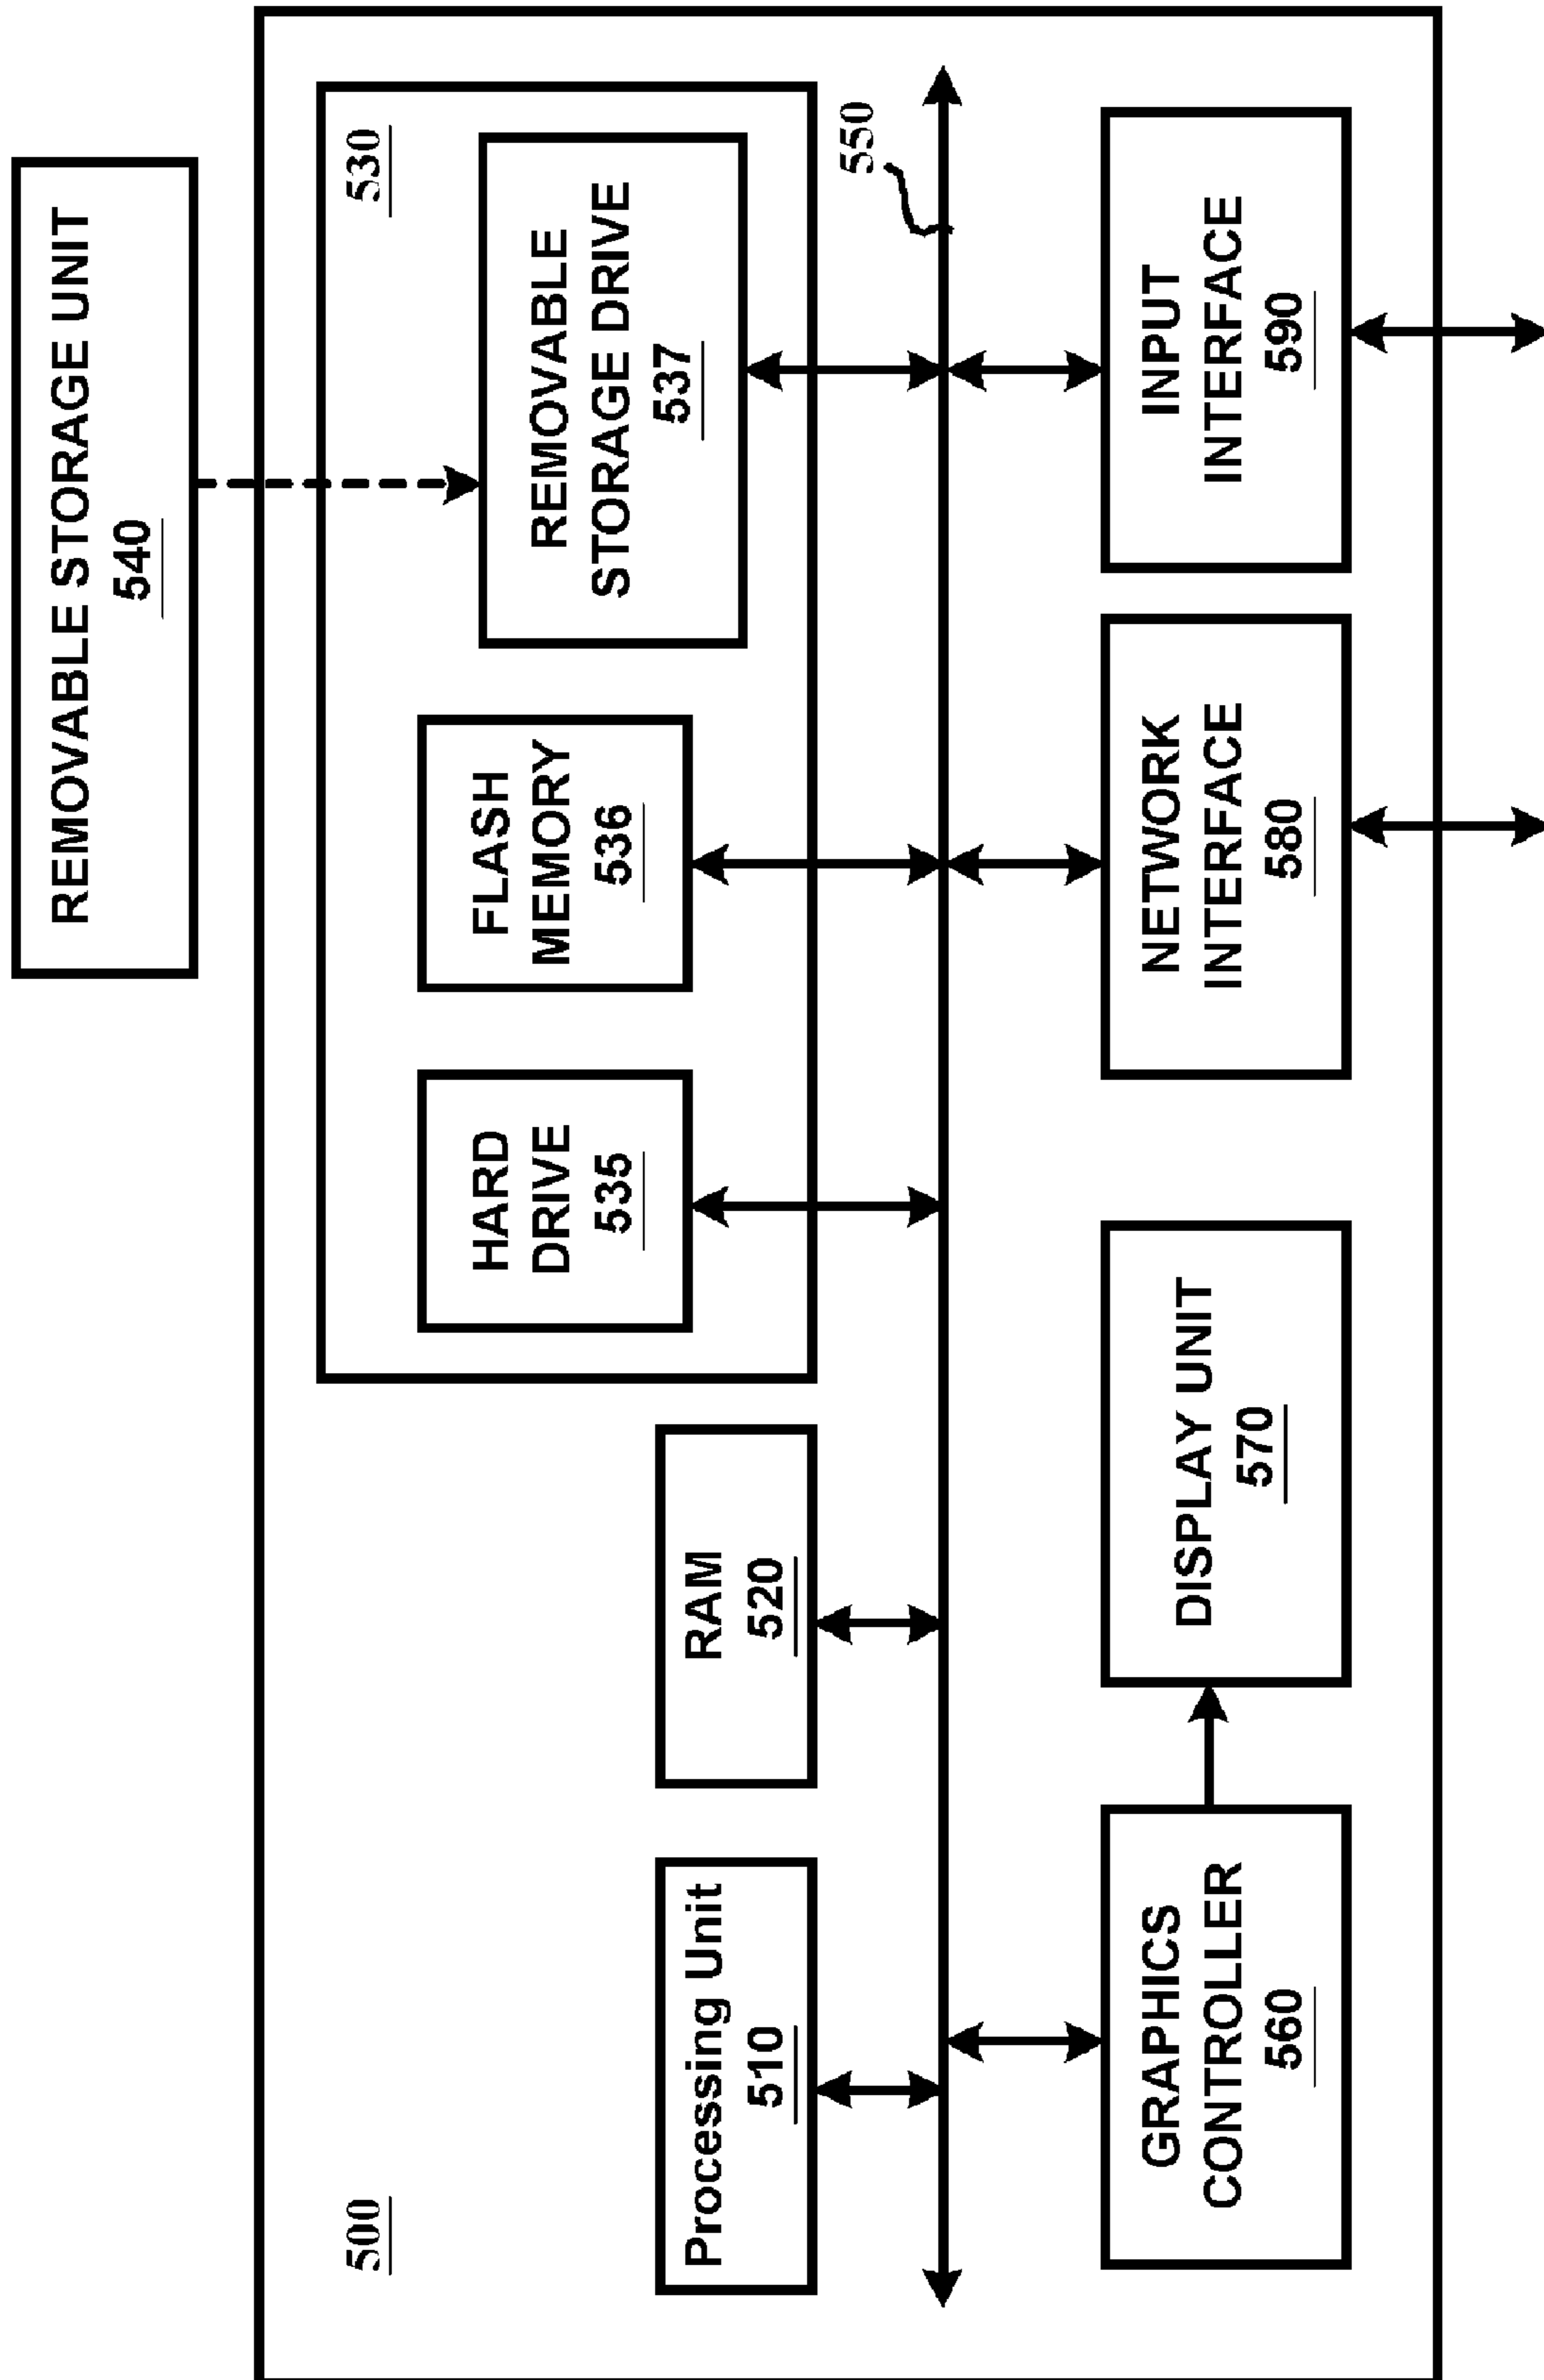 REMOVABLE STORAGE UNIT
540
500
530
Processing Unit
510
RAM
520
HARD
DRIVE
535
FLASH
MEMORY
536
REMOVABLE
STORAGE DRIVE
537
550
GRAPHICS
CONTROLLER
560
DISPLAY UNIT
570
NETWORK
INTERFACE
580
INPUT
INTERFACE
590